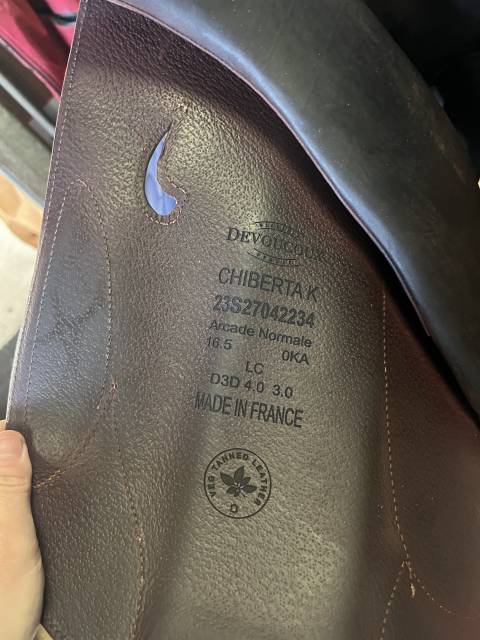 DEVOUCOUX
CHIBERTA K
23S27042234
Arcade Normale
16.5 0KA
LC
D3D 4.0 3.0
MADE IN FRANCE
VEG TANNED LEATHER